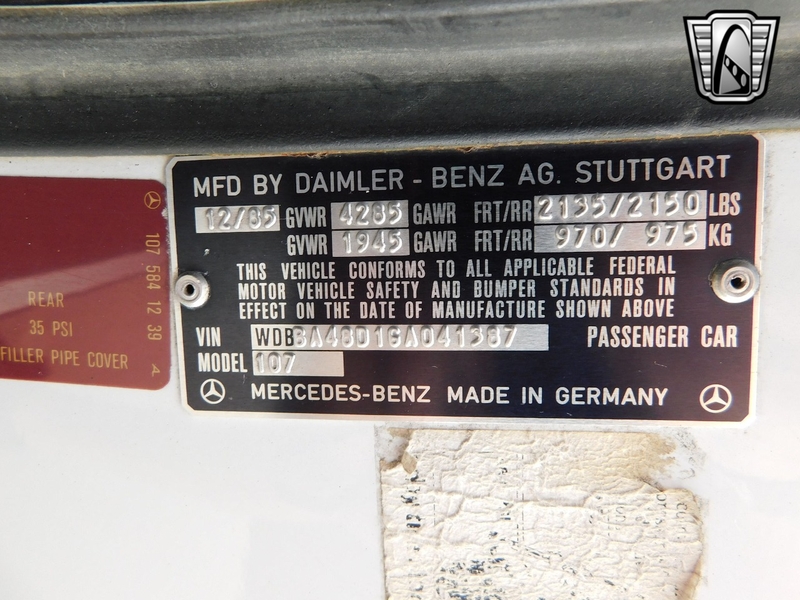 MFD BY DAIMLER-BENZ AG. STUTTGART
12/85 GVWR 4285 GAWR FRT/RR 2135/2150 LBS
GVWR 1945 GAWR FRT/RR 970/ 975 KG
THIS VEHICLE CONFORMS TO ALL APPLICABLE FEDERAL
MOTOR VEHICLE SAFETY AND BUMPER STANDARDS IN
EFFECT ON THE DATE OF MANUFACTURE SHOWN ABOVE
VIN WDBBA48D1GA041387 PASSENGER CAR
MODEL 107
MERCEDES-BENZ MADE IN GERMANY
107 584 12 39 A
REAR
35 PSI
FILLER PIPE COVER